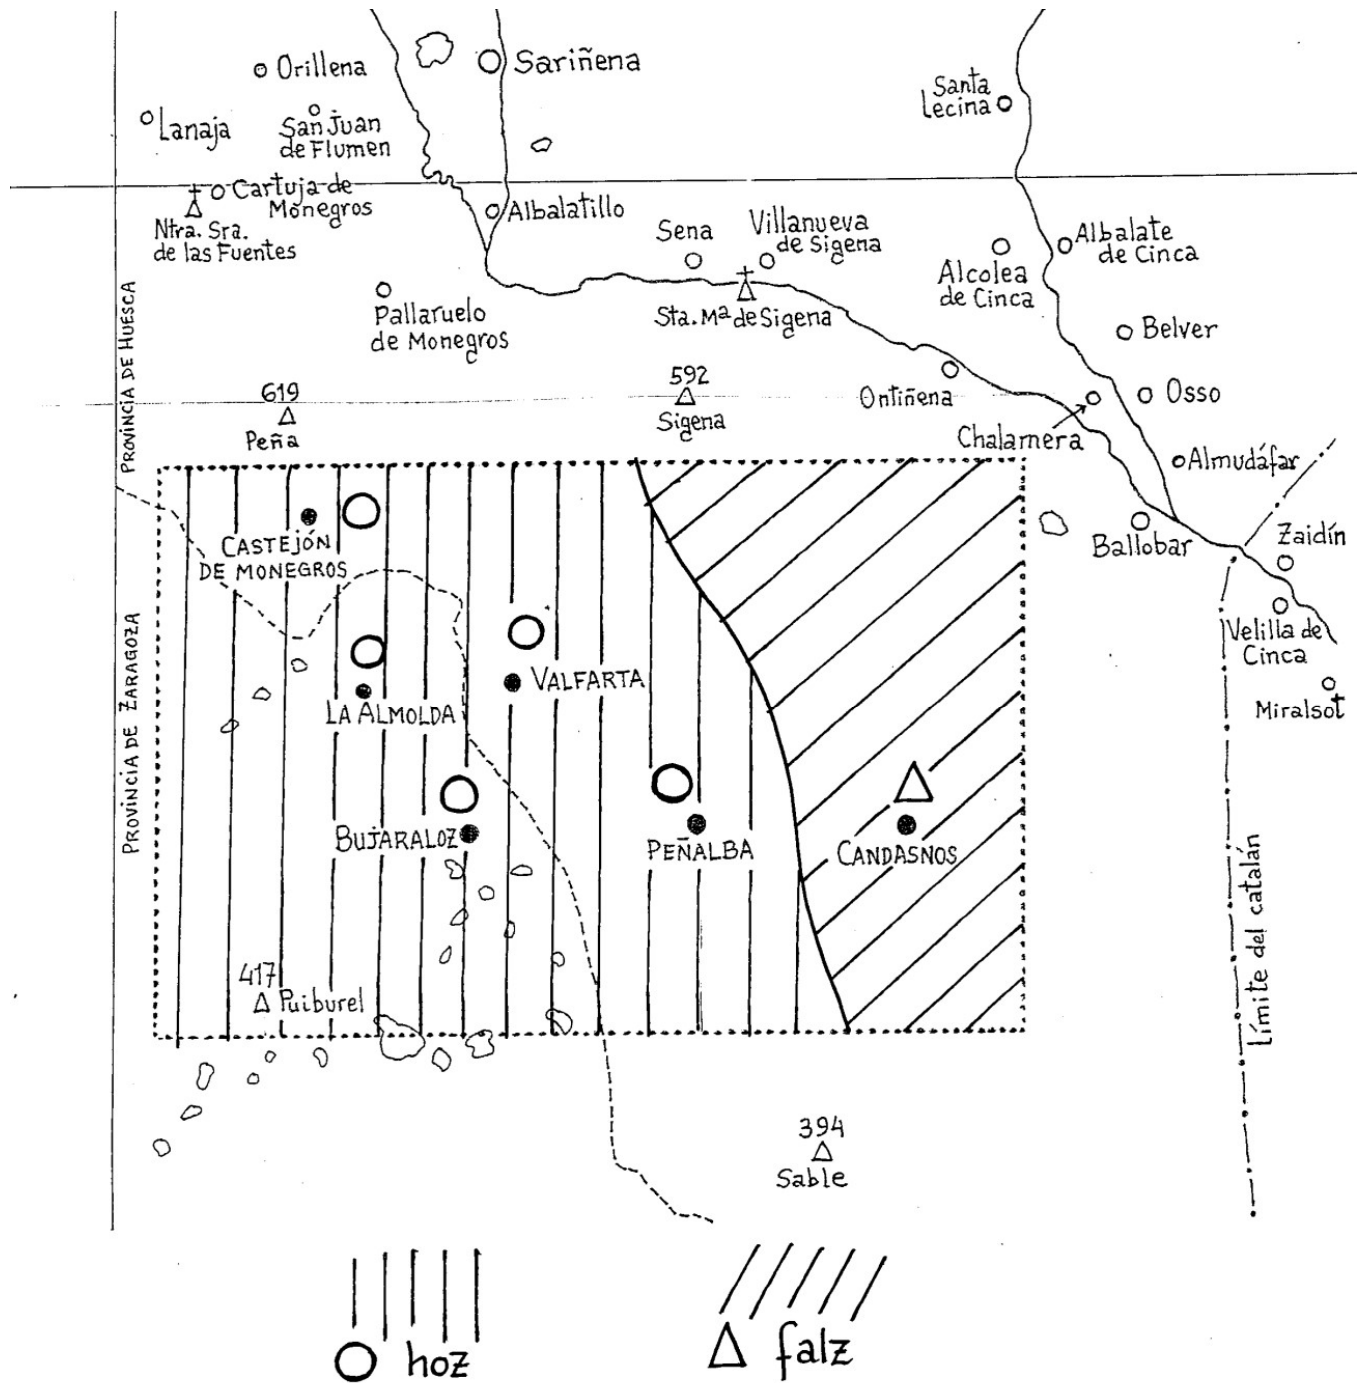 Sariñena
Orillena
Santa
Lecina
Lanaja
San Juan
de Flumen
Cartuja de
Monegros
Albalatillo
Ntra. Sra.
de las Fuentes
Sena
Villanueva
de Sigena
Albalate
de Cinca
Alcolea
de Cinca
Pallaruelo
de Monegros
Sta. Mª de Sigena
Belver
PROVINCIA DE HUESCA
619
Peña
592
Sigena
Ontiñena
Osso
Chalamera
Almudáfar
CASTEJÓN
DE MONEGROS
Ballobar
Zaidín
Velilla de
Cinca
Miralsot
PROVINCIA DE ZARAGOZA
VALFARTA
LA ALMOLDA
BUJARALOZ
PEÑALBA
CANDASNOS
Límite del catalán
417
Puiburel
394
Sable
hoz
falz